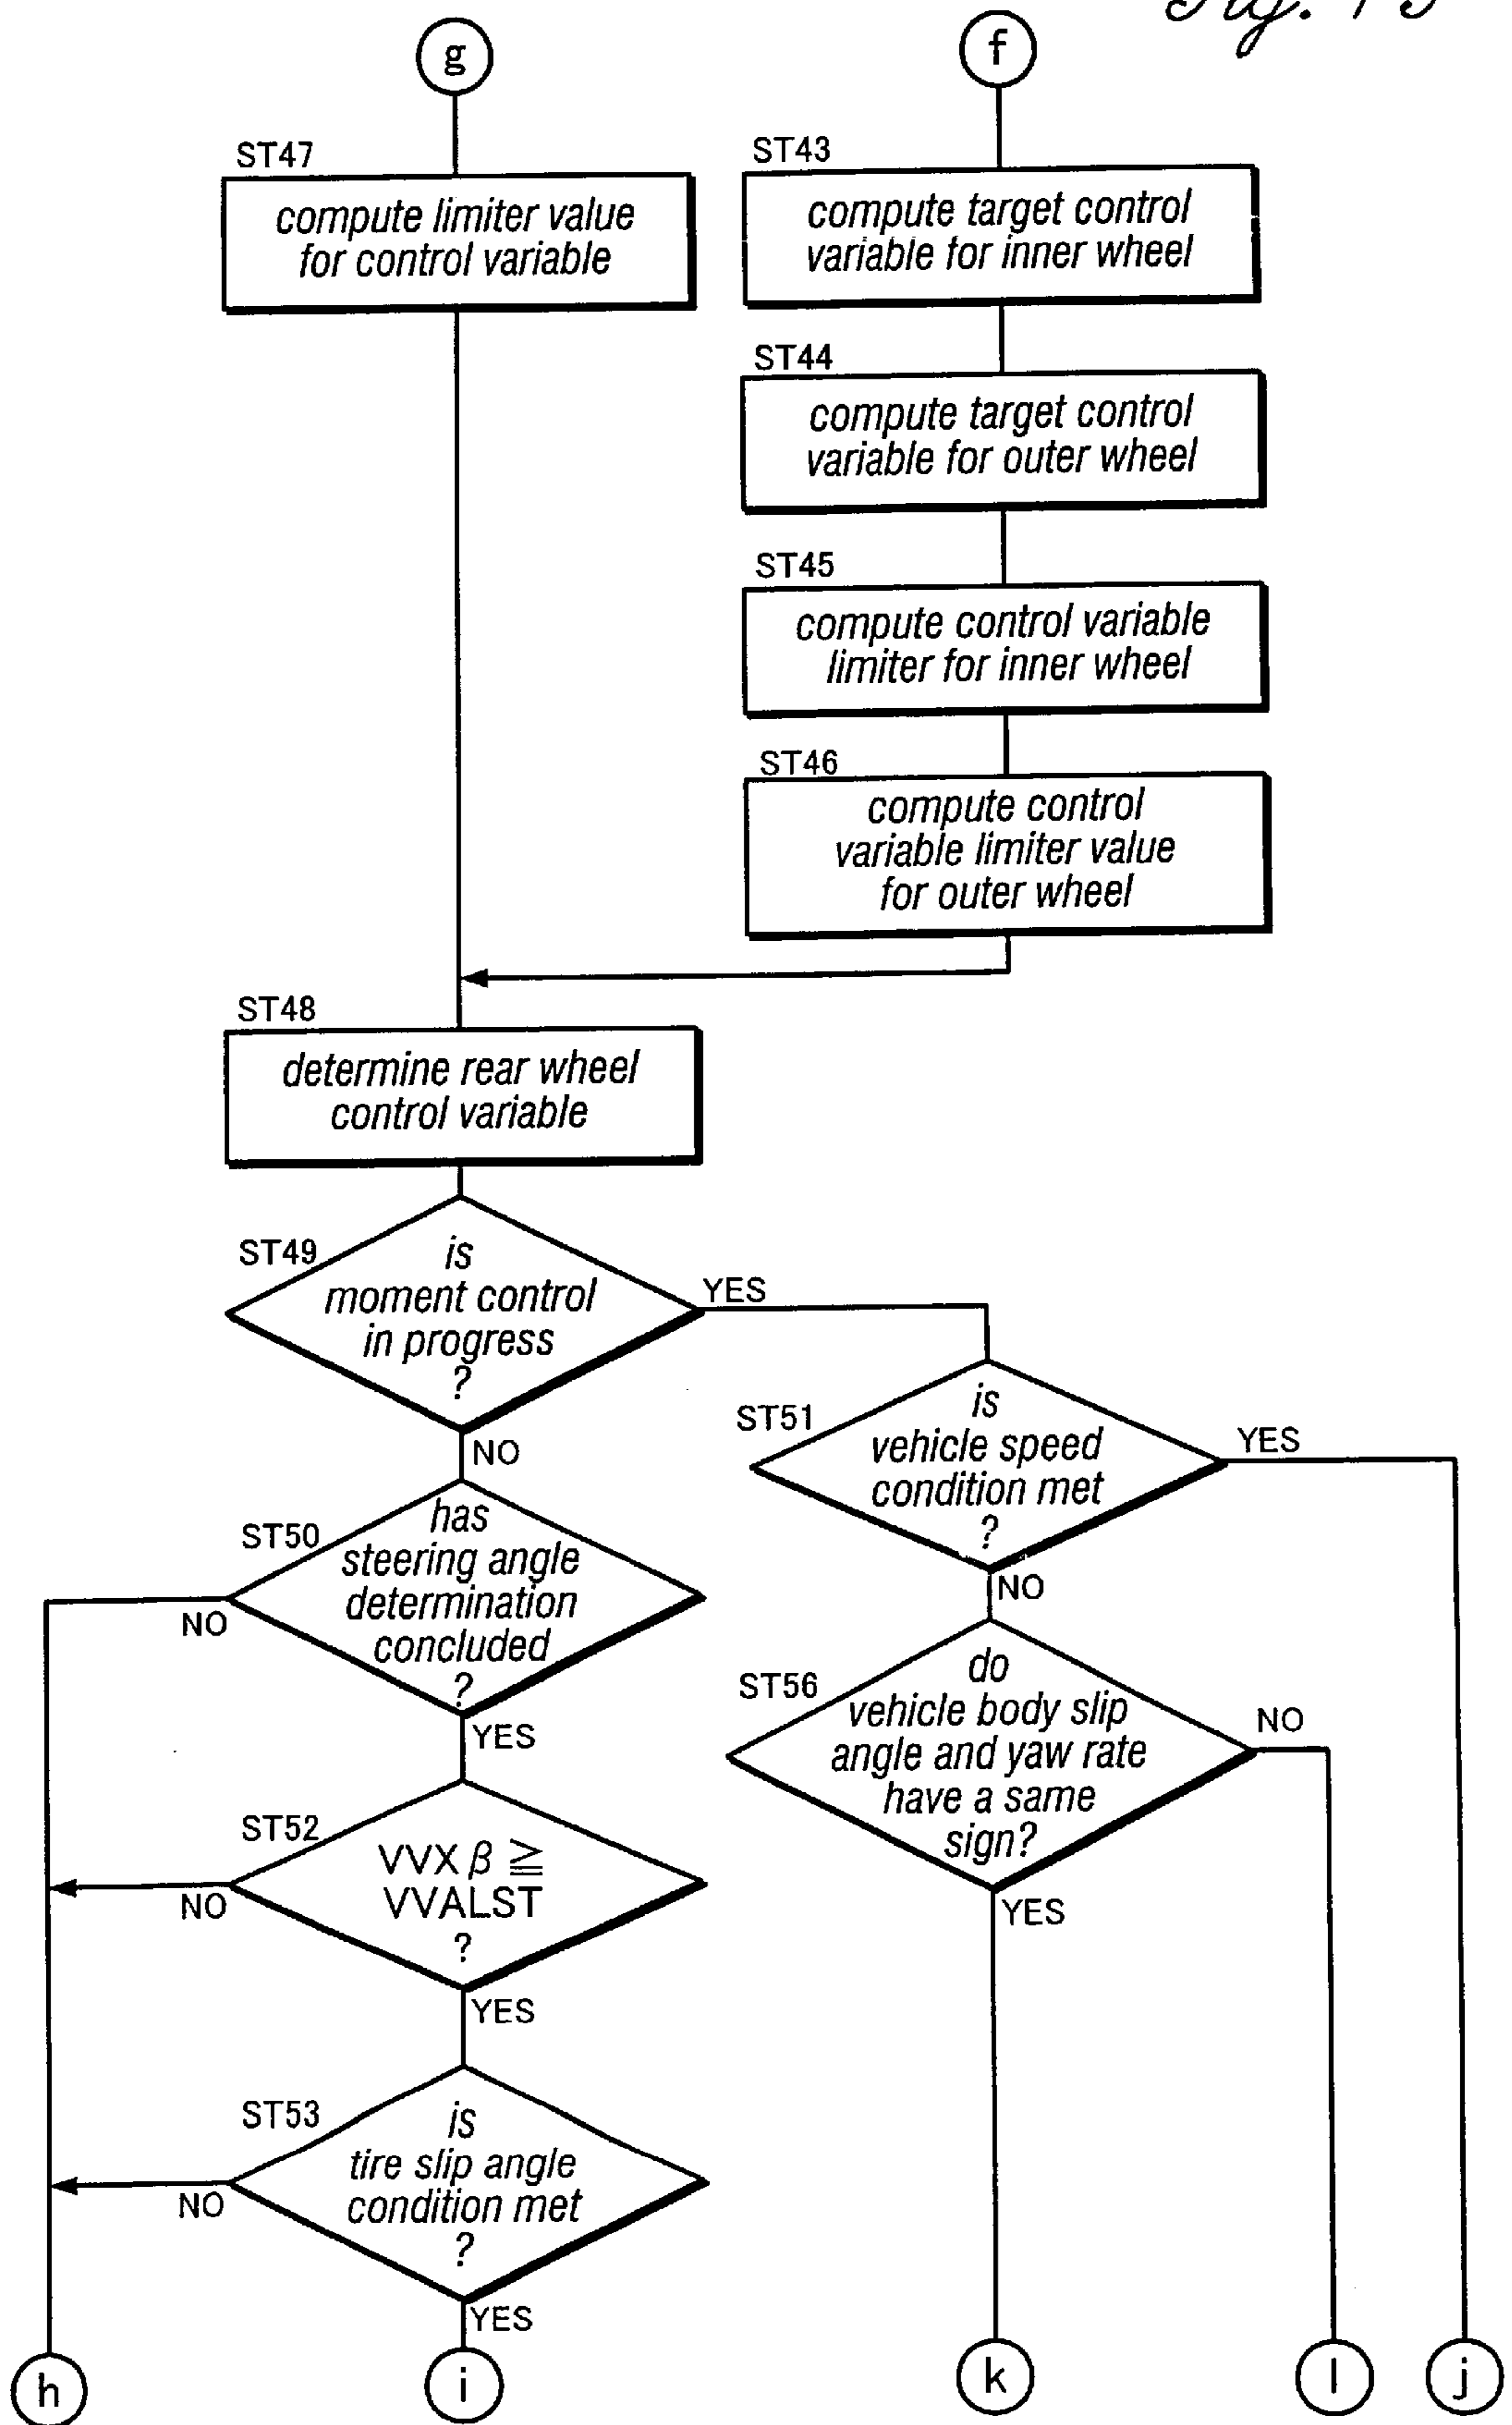 g
f
ST47
compute limiter value
for control variable
ST43
compute target control
variable for inner wheel
ST44
compute target control
variable for outer wheel
ST45
compute control variable
limiter for inner wheel
ST46
compute control
variable limiter value
for outer wheel
ST48
determine rear wheel
control variable
ST49
is
moment control
in progress
?
YES
NO
ST51
is
vehicle speed
condition met
?
YES
NO
ST50
has
steering angle
determination
concluded
?
NO
YES
ST56
do
vehicle body slip
angle and yaw rate
have a same
sign?
NO
YES
ST52
VVX β ≧
VVALST
?
NO
YES
ST53
is
tire slip angle
condition met
?
NO
YES
h
i
k
l
j